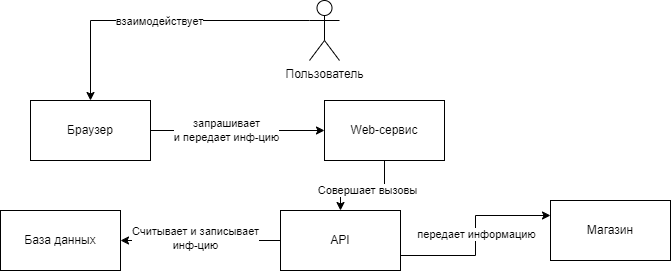 взаимодействует
Пользователь
Браузер
запрашивает
и передает инф-цию
Web-сервис
Совершает вызовы
База данных
Считывает и записывает
инф-цию
API
передает информацию
Магазин